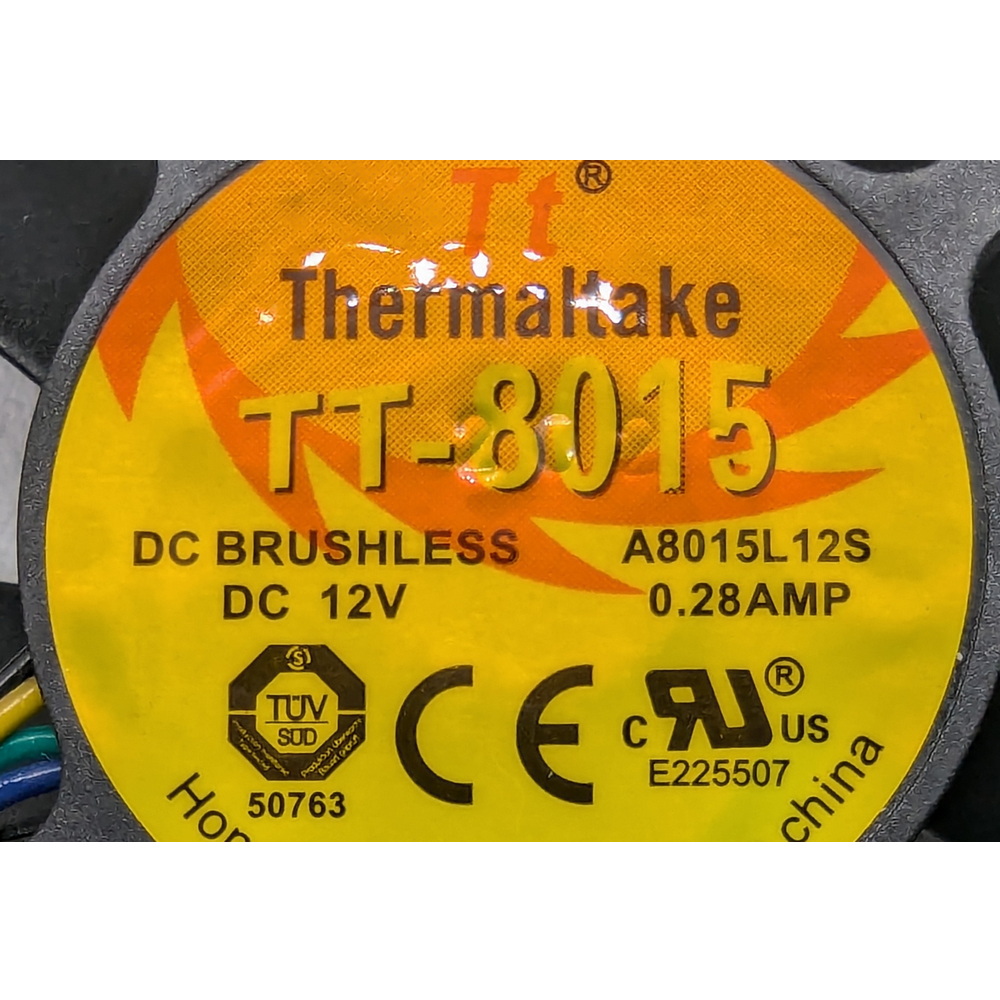 Tt®
Thermaltake
TT-8015
DC BRUSHLESS A8015L12S
DC 12V 0.28AMP
TÜV
SÜD
C US ®
50763 E225507
china